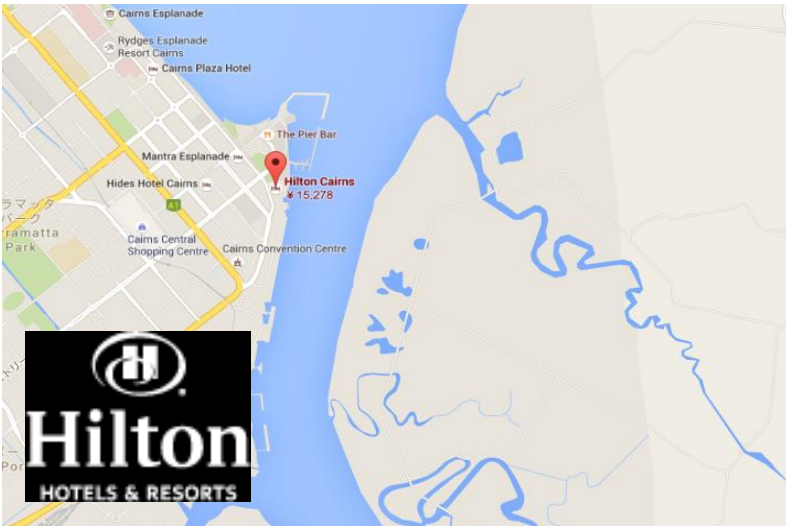 Cairns Esplanade
Rydges Esplanade
Resort Cairns
Cairns Plaza Hotel
The Pier Bar
Mantra Esplanade
Hilton Cairns
¥ 15,278
Hides Hotel Cairns
ラマッタ
パーク
rramatta
Park
A1
Cairns Central
Shopping Centre
Cairns Convention Centre
H
Hilton
HOTELS & RESORTS
Por